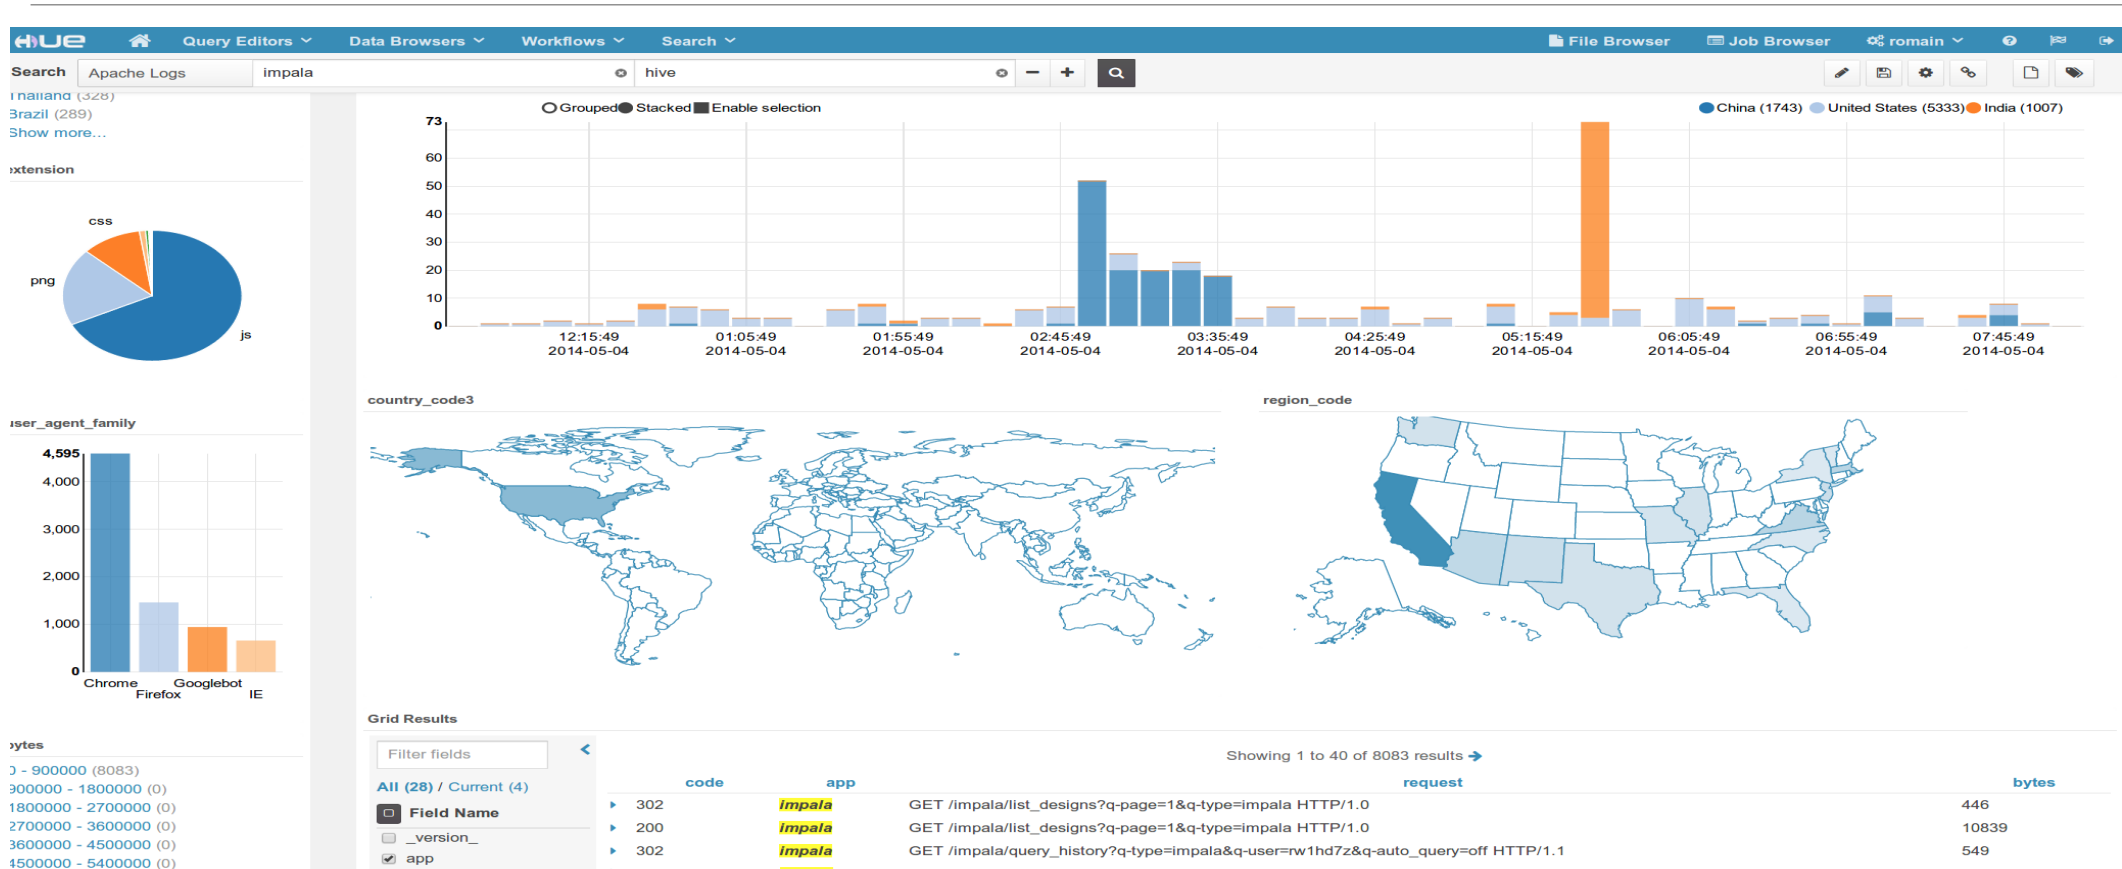 HUE Query Editors Data Browsers Workflows Search File Browser Job Browser romain
Search Apache Logs impala hive
Thailand (328)
Brazil (289)
Show more...
extension
css
png
js
user_agent_family
4,595
4,000
3,000
2,000
1,000
0
Chrome Googlebot
Firefox IE
bytes
0 - 900000 (8083)
900000 - 1800000 (0)
1800000 - 2700000 (0)
2700000 - 3600000 (0)
3600000 - 4500000 (0)
4500000 - 5400000 (0)
Grouped Stacked Enable selection China (1743) United States (5333) India (1007)
73
60
50
40
30
20
10
0
12:15:49 01:05:49 01:55:49 02:45:49 03:35:49 04:25:49 05:15:49 06:05:49 06:55:49 07:45:49
2014-05-04 2014-05-04 2014-05-04 2014-05-04 2014-05-04 2014-05-04 2014-05-04 2014-05-04 2014-05-04 2014-05-04
country_code3 region_code
Grid Results
Filter fields
All (28) / Current (4)
Field Name
_version_
app
Showing 1 to 40 of 8083 results
code app request bytes
302 impala GET /impala/list_designs?q-page=1&q-type=impala HTTP/1.0 446
200 impala GET /impala/list_designs?q-page=1&q-type=impala HTTP/1.0 10839
302 impala GET /impala/query_history?q-type=impala&q-user=rw1hd7z&q-auto_query=off HTTP/1.1 549